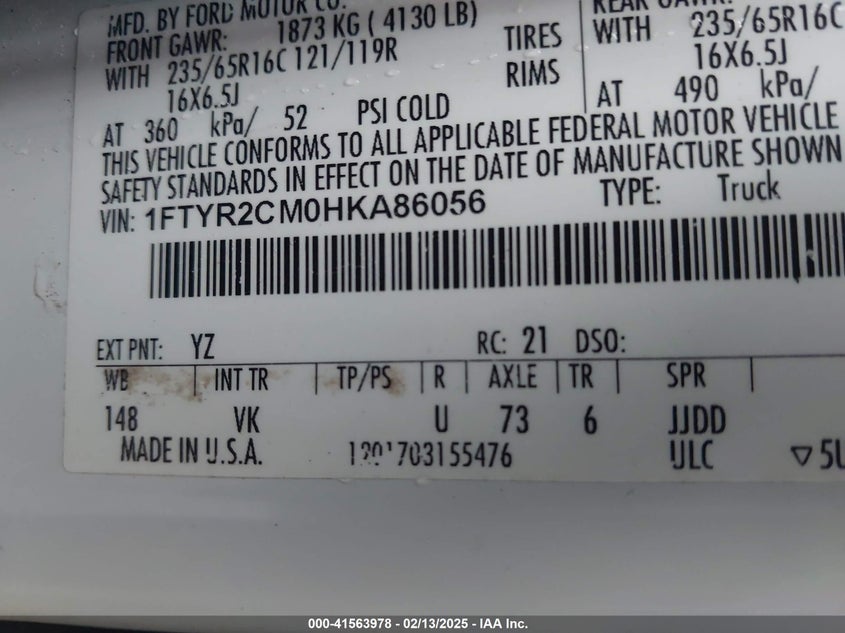 MFD. BY FORD MOTOR CO.
FRONT GAWR: 1873 KG ( 4130 LB)
WITH 235/65R16C 121/119R TIRES
16X6.5J RIMS
AT 360 kPa/ 52 PSI COLD
REAR GAWR:
WITH 235/65R16C
16X6.5J
AT 490 kPa/
THIS VEHICLE CONFORMS TO ALL APPLICABLE FEDERAL MOTOR VEHICLE
SAFETY STANDARDS IN EFFECT ON THE DATE OF MANUFACTURE SHOWN
VIN: 1FTYR2CM0HKA86056 TYPE: Truck
EXT PNT: YZ RC: 21 DSO:
WB | INT TR | TP/PS | R | AXLE | TR | SPR
148 VK U 73 6 JJDD
MADE IN U.S.A. 703155476 ULC ▽5U
000-41563978 - 02/13/2025 - IAA Inc.